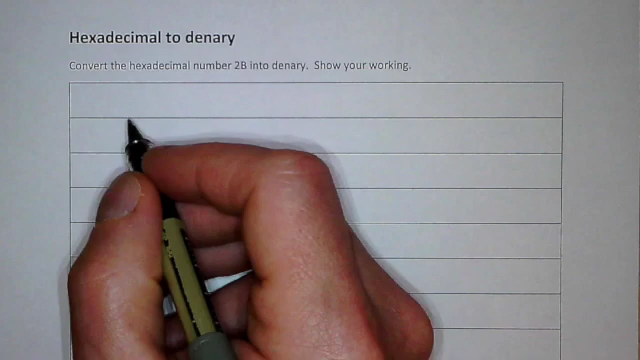 Hexadecimal to denary
Convert the hexadecimal number 2B into denary. Show your working.